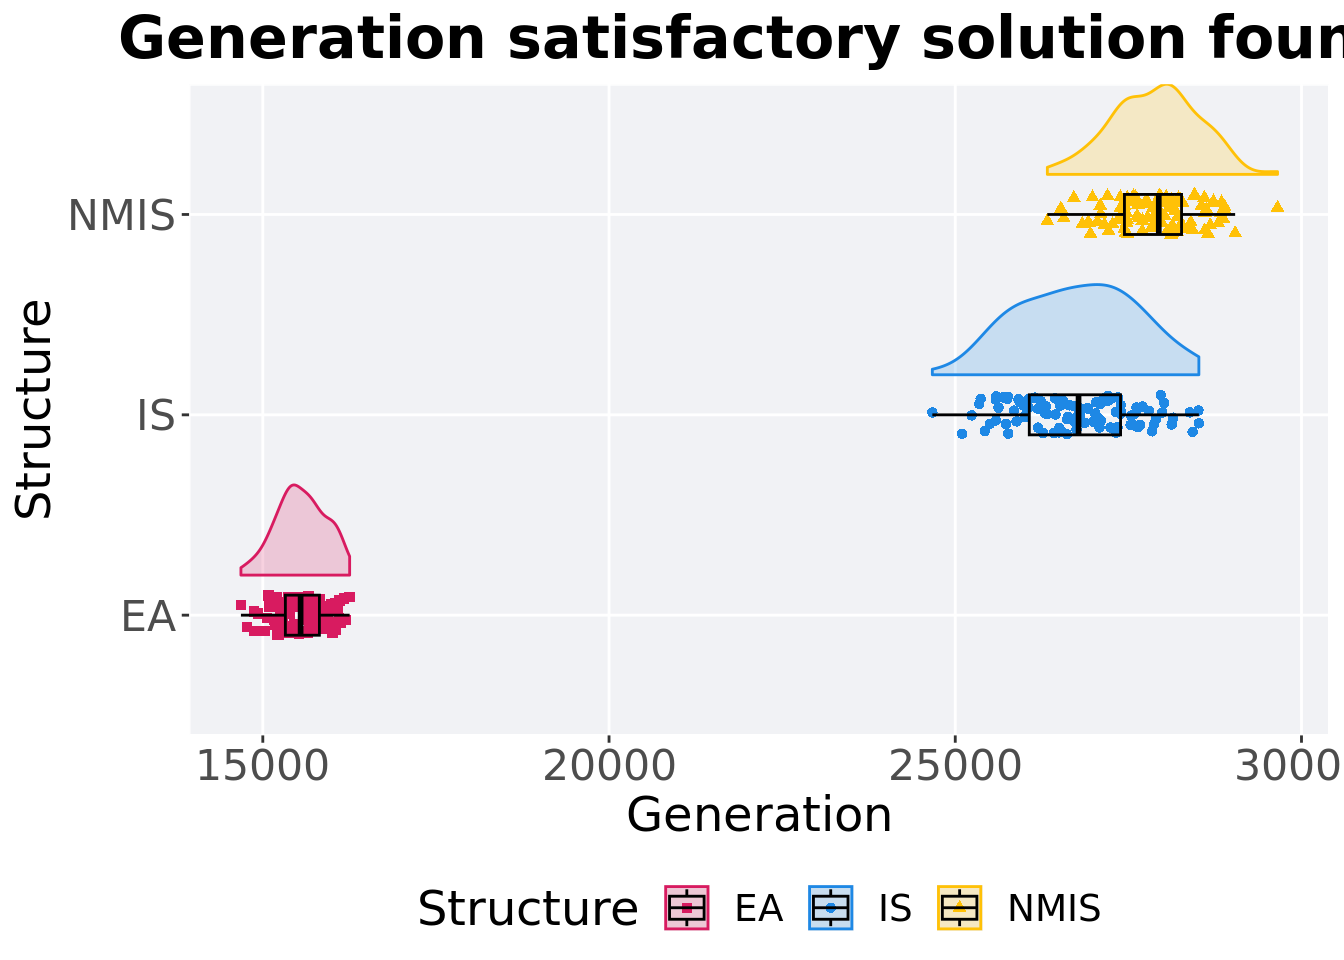 Generation satisfactory solution foun
NMIS
IS
EA
Structure
15000
20000
25000
3000
Generation
Structure
EA
IS
NMIS